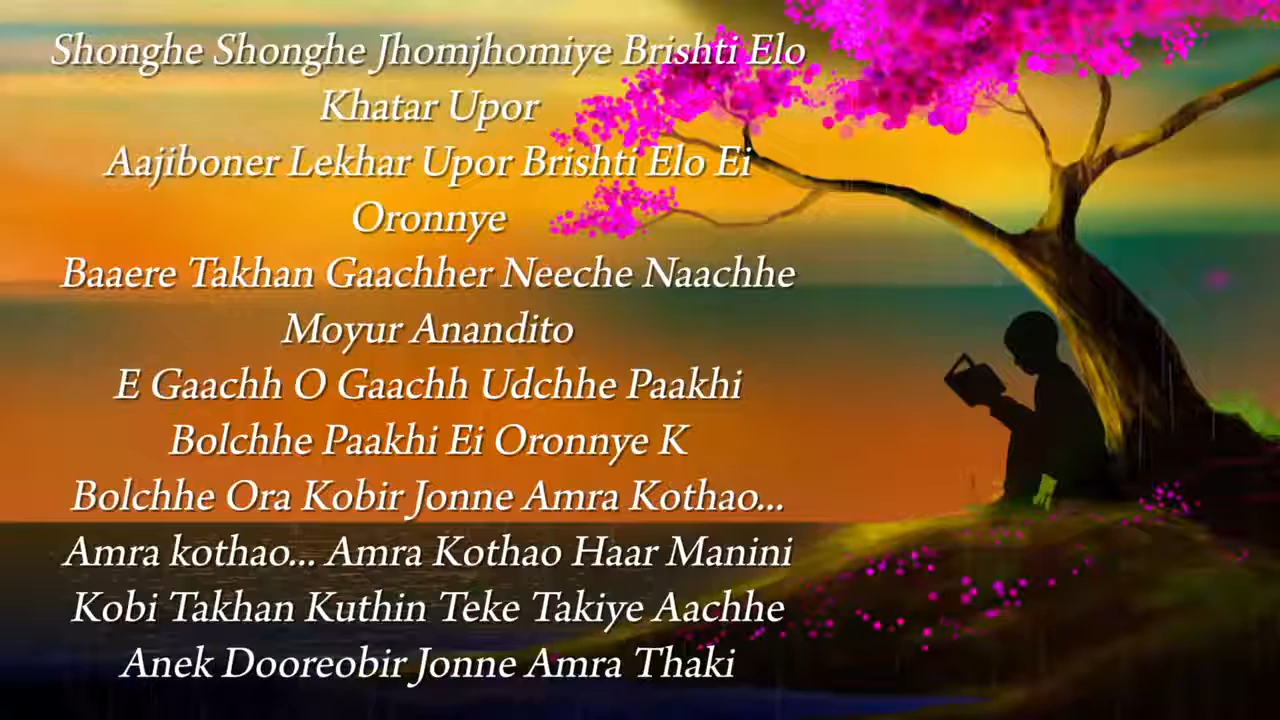 Shonghe Shonghe Jhomjhomiye Brishti Elo
Khatar Upor
Aajiboner Lekhar Upor Brishti Elo Ei
Oronnye
Baaere Takhan Gaachher Neeche Naachhe
Moyur Anandito
E Gaachh O Gaachh Udchhe Paakhi
Bolchhe Paakhi Ei Oronnye K
Bolchhe Ora Kobir Jonne Amra Kothao...
Amra kothao... Amra Kothao Haar Manini
Kobi Takhan Kuthin Teke Takiye Aachhe
Anek Dooreobir Jonne Amra Thaki